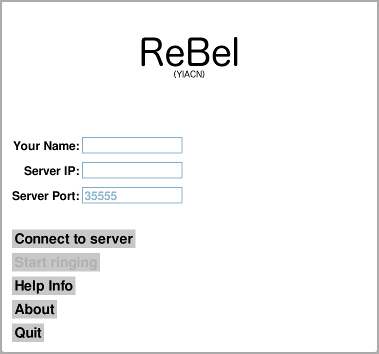 ReBel
(YIACN)
Your Name:
Server IP:
Server Port: 35555
Connect to server
Start ringing
Help Info
About
Quit